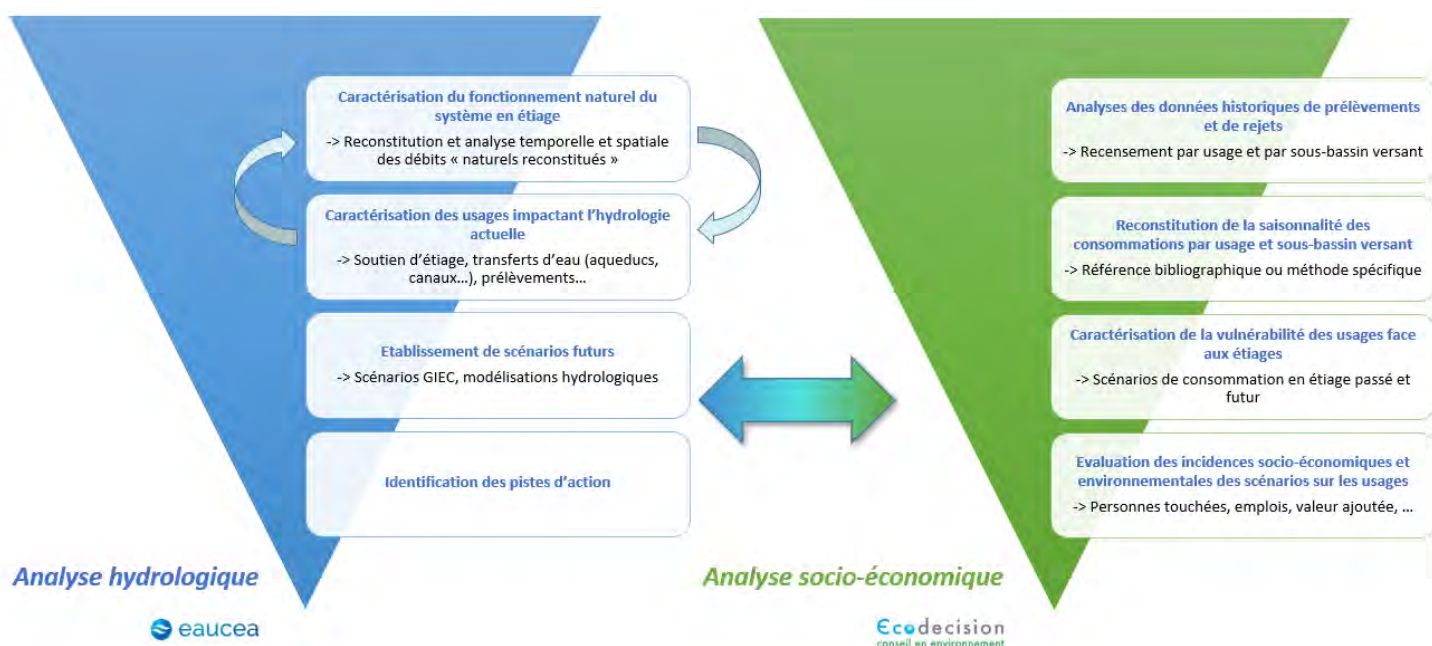 Caractérisation du fonctionnement naturel du
système en étiage
-> Reconstitution et analyse temporelle et spatiale
des débits « naturels reconstitués »
Caractérisation des usages impactant l'hydrologie
actuelle
-> Soutien d'étiage, transferts d'eau (aqueducs,
canaux...), prélèvements...
Etablissement de scénarios futurs
-> Scénarios GIEC, modélisations hydrologiques
Identification des pistes d'action
Analyse hydrologique
eaucea
Analyses des données historiques de prélèvements
et de rejets
-> Recensement par usage et par sous-bassin versant
Reconstitution de la saisonnalité des
consommations par usage et sous-bassin versant
-> Référence bibliographique ou méthode spécifique
Caractérisation de la vulnérabilité des usages face
aux étiages
-> Scénarios de consommation en étiage passé et
futur
Evaluation des incidences socio-économiques et
environnementales des scénarios sur les usages
-> Personnes touchées, emplois, valeur ajoutée, ...
Analyse socio-économique
Ecodecision
conseil en environnement